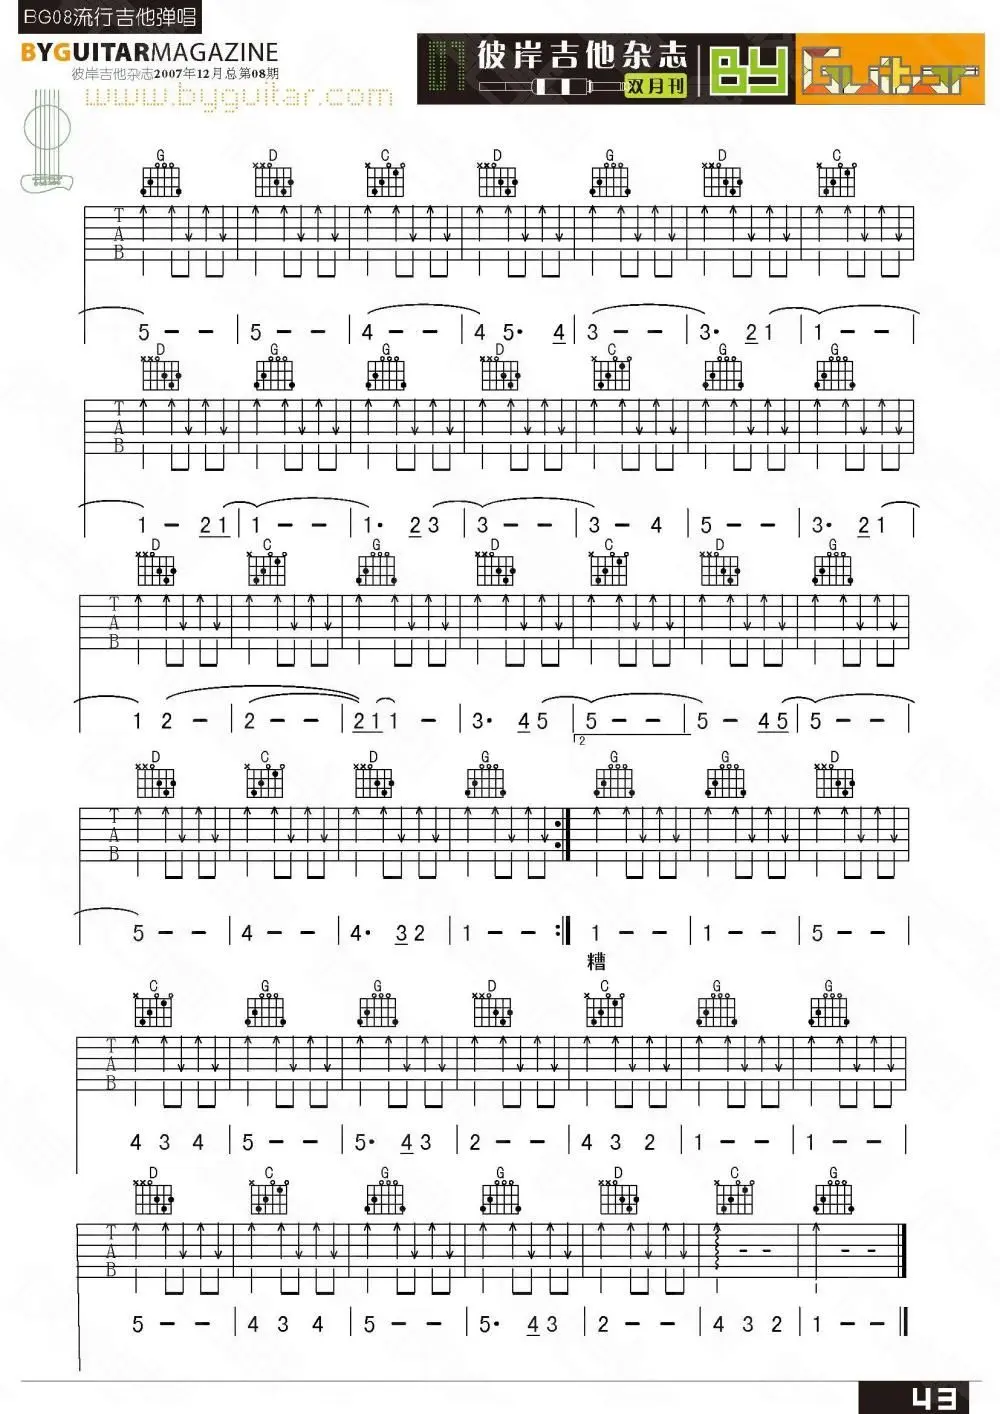 BG08流行吉他弹唱
BYGUITARMAGAZINE
彼岸吉他杂志2007年12月总第08期
www.byguitar.com
01 彼岸吉他杂志 双月刊 BY Guitar
G D C D G D C
T
A
B
5 - - | 5 - - | 4 - - | 4 5· 4 | 3 - - | 3· 2 1 | 1 - - |
D G G D C G G
T
A
B
1 - 2 1 | 1 - - | 1· 2 3 | 3 - - | 3 - 4 | 5 - - | 3· 2 1 |
D C G D C D G
T
A
B
1 2 - | 2 - - | 2 1 1 - | 3· 4 5 | 5 - - | 5 - 4 5 | 5 - - |
2
D C D G G G D
T
A
B
5 - - | 4 - - | 4· 3 2 | 1 - - :| 1 - - | 1 - - | 5 - - |
糟
C G G D C G G
T
A
B
4 3 4 | 5 - - | 5· 4 3 | 2 - - | 4 3 2 | 1 - - | 1 - - |
D C G G D C G
T
A
B
5 - - | 4 3 4 | 5 - - | 5· 4 3 | 2 - - | 4 3 2 | 1 - - ||
43